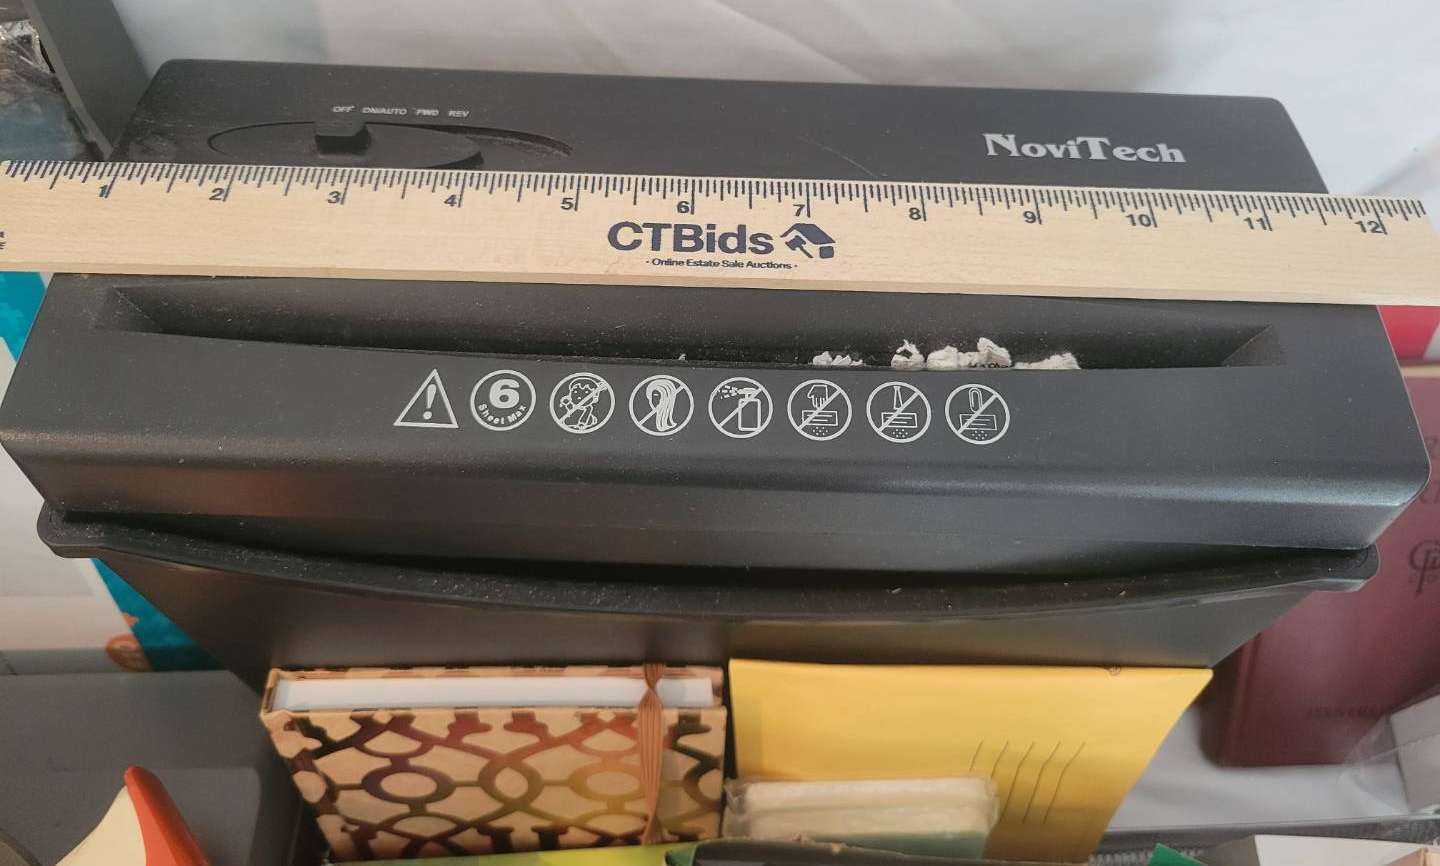 OFF ON/AUTO FWD REV
NoviTech
1 2 3 4 5 6 7 8 9 10 11 12
CTBids
· Online Estate Sale Auctions ·
6
Sheet Max